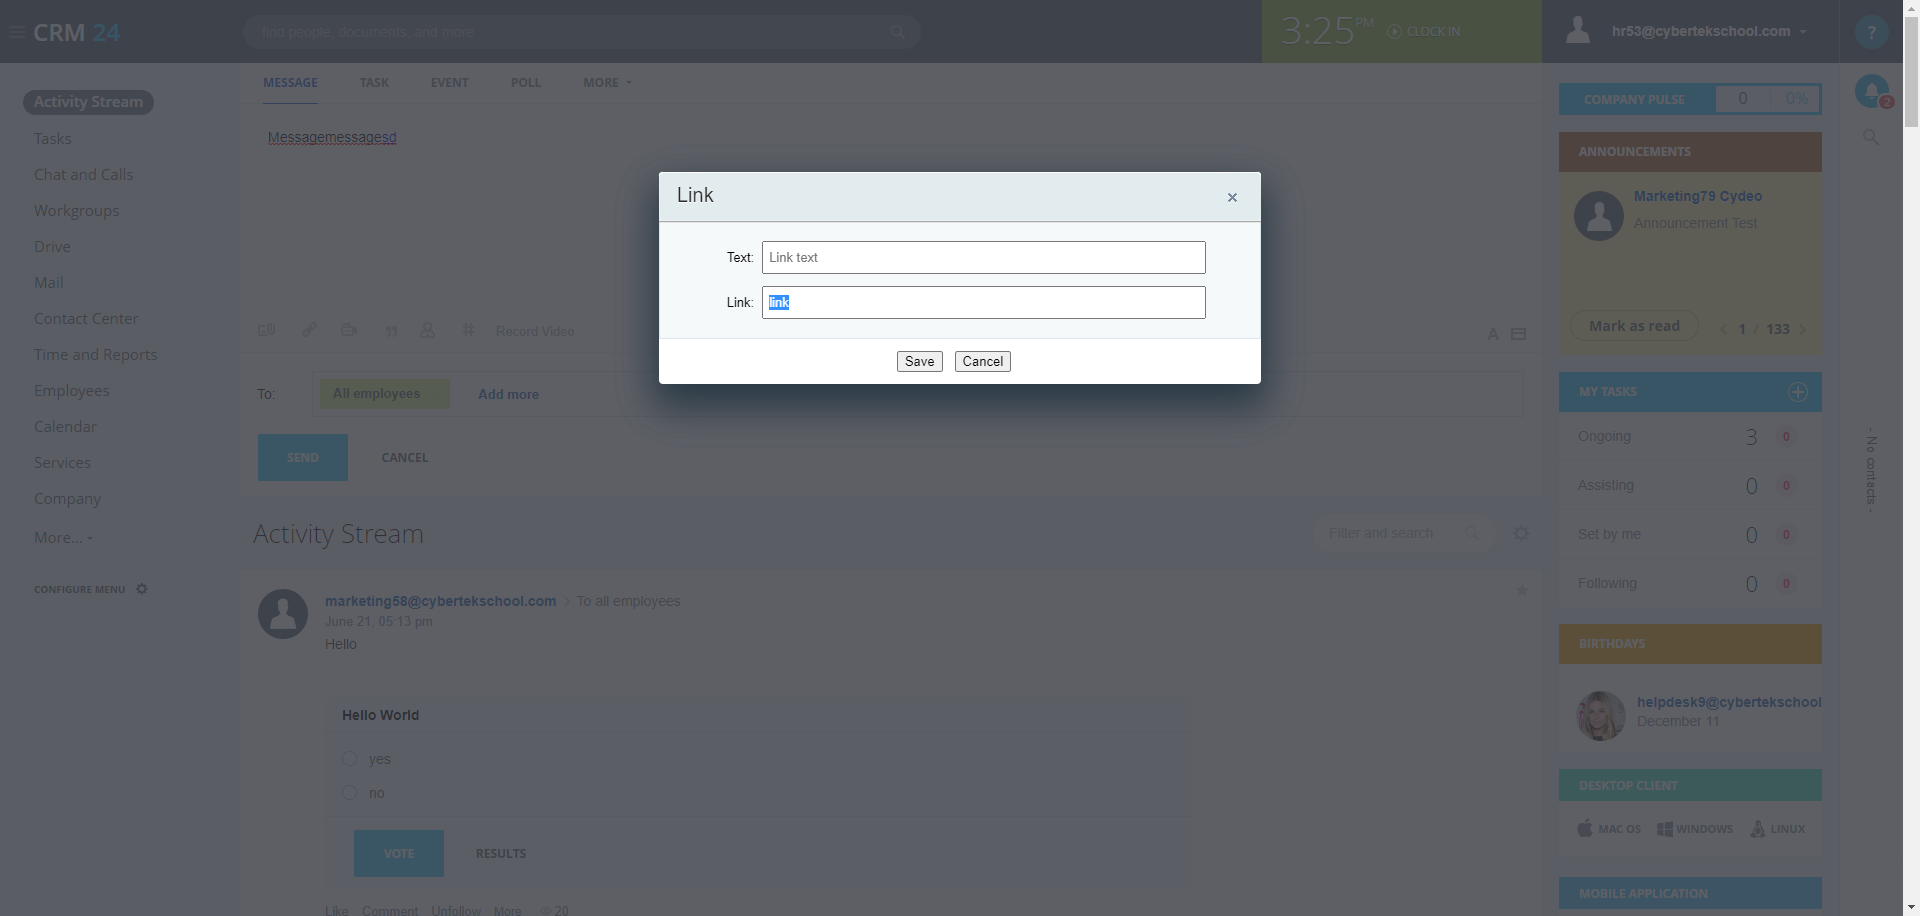 CRM 24
find people, documents, and more
3:25 PM CLOCK IN
hr53@cybertekschool.com
?
Activity Stream
Tasks
Chat and Calls
Workgroups
Drive
Mail
Contact Center
Time and Reports
Employees
Calendar
Services
Company
More...
CONFIGURE MENU
MESSAGE TASK EVENT POLL MORE
Messagemessagesd
Record Video
A
To: All employees Add more
SEND CANCEL
Link
×
Text: Link text
Link: link
Save Cancel
Activity Stream
Filter and search
marketing58@cybertekschool.com > To all employees
June 21, 05:13 pm
Hello
Hello World
yes
no
VOTE RESULTS
Like Comment Unfollow More 20
COMPANY PULSE 0 0%
ANNOUNCEMENTS
Marketing79 Cydeo
Announcement Test
Mark as read < 1 / 133 >
MY TASKS
Ongoing 3 0
Assisting 0 0
Set by me 0 0
Following 0 0
BIRTHDAYS
helpdesk9@cybertekschool
December 11
DESKTOP CLIENT
MAC OS WINDOWS LINUX
MOBILE APPLICATION
2
- No contacts -